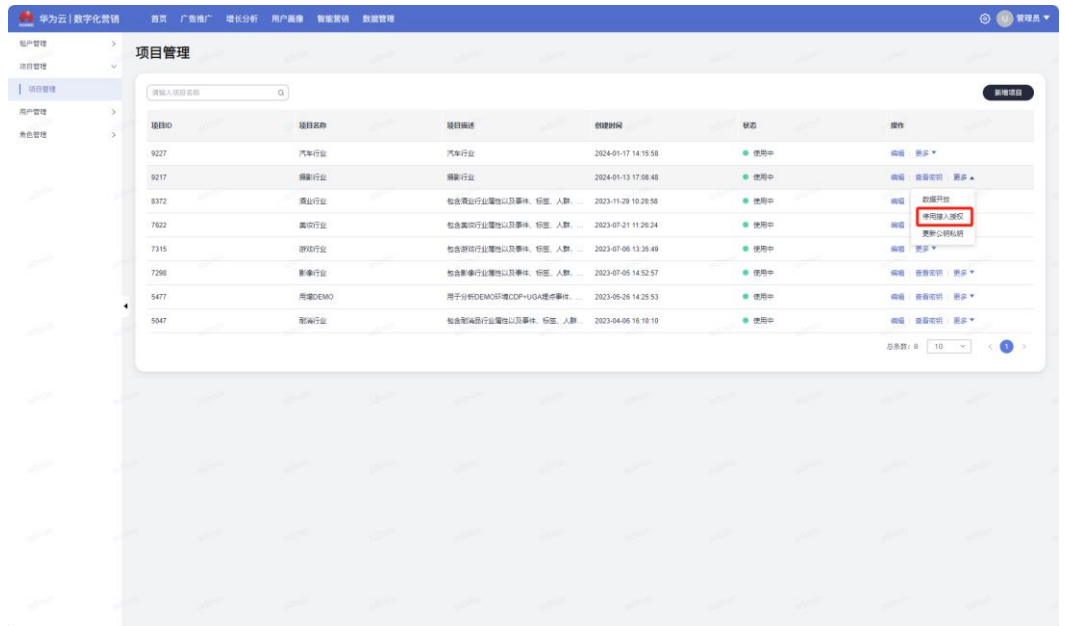 华为云 | 数字化营销 首页 广告推广 增长分析 用户画像 智能营销 数据管理 U 管理员
租户管理
项目管理
项目管理
用户管理
角色管理
项目管理
请输入项目名称 新增项目
项目ID 项目名称 项目描述 创建时间 状态 操作
9227 汽车行业 汽车行业 2024-01-17 14:15:58 使用中 编辑 更多
9217 摄影行业 摄影行业 2024-01-13 17:08:48 使用中 编辑 查看密钥 更多
8372 酒业行业 包含酒业行业属性以及事件、标签、人群、... 2023-11-29 10:28:58 使用中 编辑
数据开放
停用接入授权
更新公钥私钥
7622 美妆行业 包含美妆行业属性以及事件、标签、人群、... 2023-07-21 11:26:24 使用中 编辑
7315 游戏行业 包含游戏行业属性以及事件、标签、人群、... 2023-07-06 13:35:49 使用中 编辑 更多
7298 影像行业 包含影像行业属性以及事件、标签、人群、... 2023-07-05 14:52:57 使用中 编辑 查看密钥 更多
5477 用增DEMO 用于分析DEMO环境CDP+UGA埋点事件、... 2023-05-26 14:25:53 使用中 编辑 查看密钥 更多
5047 耐消行业 包含耐消品行业属性以及事件、标签、人群... 2023-04-06 16:10:10 使用中 编辑 查看密钥 更多
总条数: 8 10 < 1 >